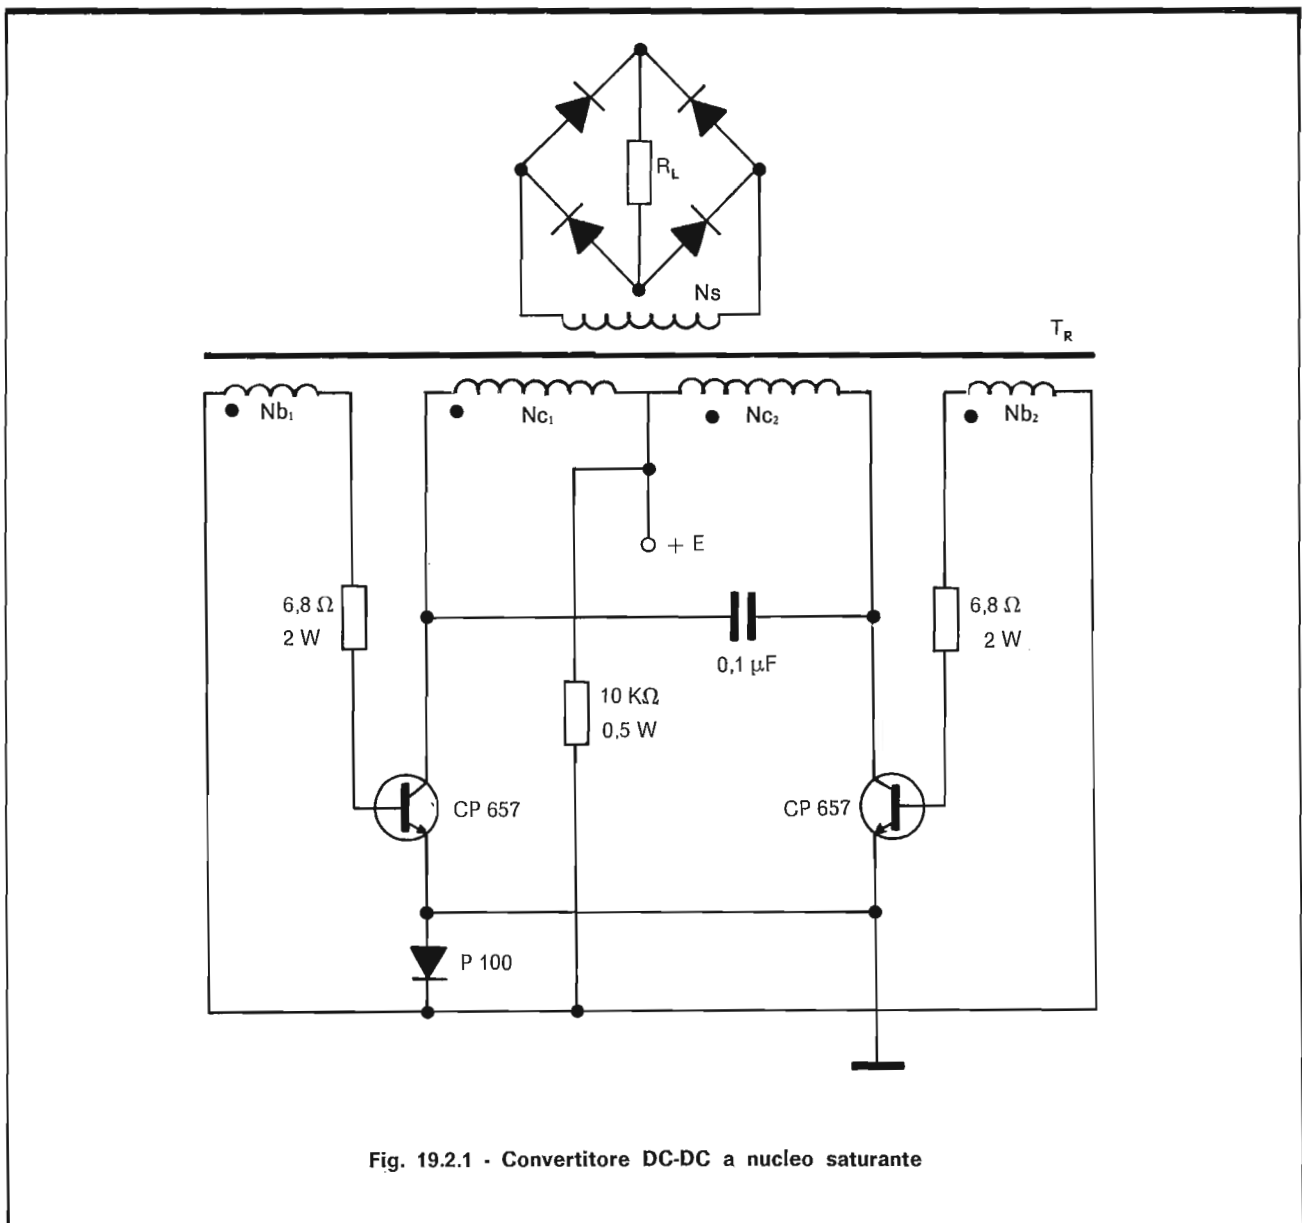 R_L
Ns
T_R
Nb₁
Nc₁
Nc₂
Nb₂
+ E
6,8 Ω
2 W
0,1 µF
6,8 Ω
2 W
10 KΩ
0,5 W
CP 657
CP 657
P 100
Fig. 19.2.1 - Convertitore DC-DC a nucleo saturante